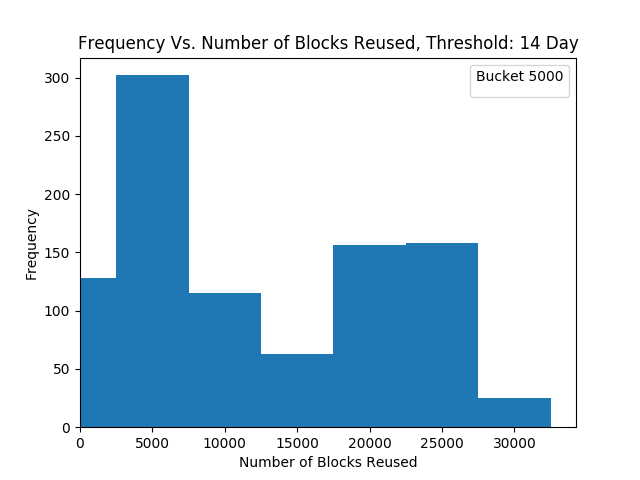 Frequency Vs. Number of Blocks Reused, Threshold: 14 Day
Bucket 5000
300
250
200
150
100
50
0
Frequency
0 5000 10000 15000 20000 25000 30000
Number of Blocks Reused